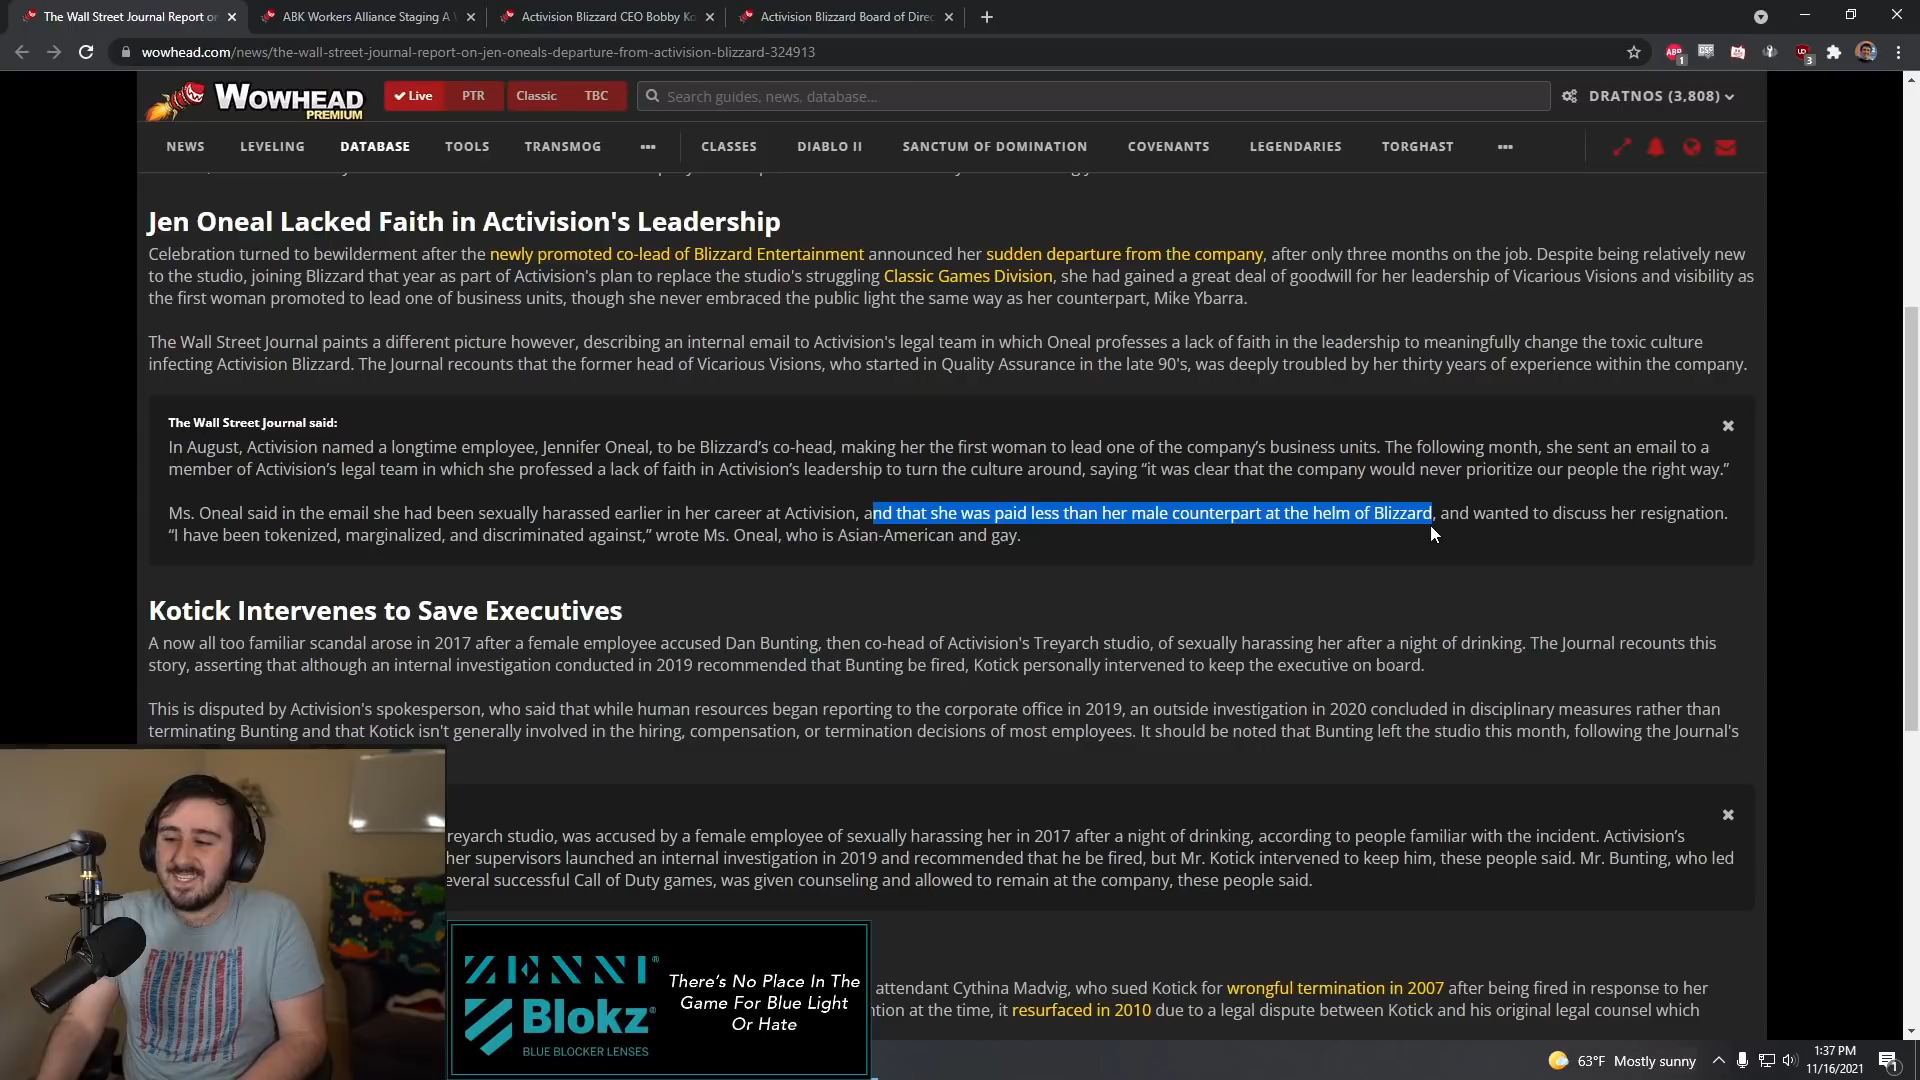 The Wall Street Journal Report or
ABK Workers Alliance Staging A
Activision Blizzard CEO Bobby Ko
Activision Blizzard Board of Direc
wowhead.com/news/the-wall-street-journal-report-on-jen-oneals-departure-from-activision-blizzard-324913
WOWHEAD
PREMIUM
Live PTR Classic TBC
Search guides, news, database...
DRATNOS (3,808)
NEWS LEVELING DATABASE TOOLS TRANSMOG ••• CLASSES DIABLO II SANCTUM OF DOMINATION COVENANTS LEGENDARIES TORGHAST •••
Jen Oneal Lacked Faith in Activision's Leadership
Celebration turned to bewilderment after the newly promoted co-lead of Blizzard Entertainment announced her sudden departure from the company, after only three months on the job. Despite being relatively new
to the studio, joining Blizzard that year as part of Activision's plan to replace the studio's struggling Classic Games Division, she had gained a great deal of goodwill for her leadership of Vicarious Visions and visibility as
the first woman promoted to lead one of business units, though she never embraced the public light the same way as her counterpart, Mike Ybarra.
The Wall Street Journal paints a different picture however, describing an internal email to Activision's legal team in which Oneal professes a lack of faith in the leadership to meaningfully change the toxic culture
infecting Activision Blizzard. The Journal recounts that the former head of Vicarious Visions, who started in Quality Assurance in the late 90's, was deeply troubled by her thirty years of experience within the company.
The Wall Street Journal said:
In August, Activision named a longtime employee, Jennifer Oneal, to be Blizzard’s co-head, making her the first woman to lead one of the company’s business units. The following month, she sent an email to a
member of Activision’s legal team in which she professed a lack of faith in Activision’s leadership to turn the culture around, saying “it was clear that the company would never prioritize our people the right way.”
Ms. Oneal said in the email she had been sexually harassed earlier in her career at Activision, and that she was paid less than her male counterpart at the helm of Blizzard, and wanted to discuss her resignation.
“I have been tokenized, marginalized, and discriminated against,” wrote Ms. Oneal, who is Asian-American and gay.
Kotick Intervenes to Save Executives
A now all too familiar scandal arose in 2017 after a female employee accused Dan Bunting, then co-head of Activision's Treyarch studio, of sexually harassing her after a night of drinking. The Journal recounts this
story, asserting that although an internal investigation conducted in 2019 recommended that Bunting be fired, Kotick personally intervened to keep the executive on board.
This is disputed by Activision's spokesperson, who said that while human resources began reporting to the corporate office in 2019, an outside investigation in 2020 concluded in disciplinary measures rather than
terminating Bunting and that Kotick isn't generally involved in the hiring, compensation, or termination decisions of most employees. It should be noted that Bunting left the studio this month, following the Journal's
reyarch studio, was accused by a female employee of sexually harassing her in 2017 after a night of drinking, according to people familiar with the incident. Activision’s
her supervisors launched an internal investigation in 2019 and recommended that he be fired, but Mr. Kotick intervened to keep him, these people said. Mr. Bunting, who led
everal successful Call of Duty games, was given counseling and allowed to remain at the company, these people said.
attendant Cythina Madvig, who sued Kotick for wrongful termination in 2007 after being fired in response to her
ntion at the time, it resurfaced in 2010 due to a legal dispute between Kotick and his original legal counsel which
ZENNI®
Blokz®
BLUE BLOCKER LENSES
There's No Place In The
Game For Blue Light
Or Hate
63°F Mostly sunny
1:37 PM
11/16/2021